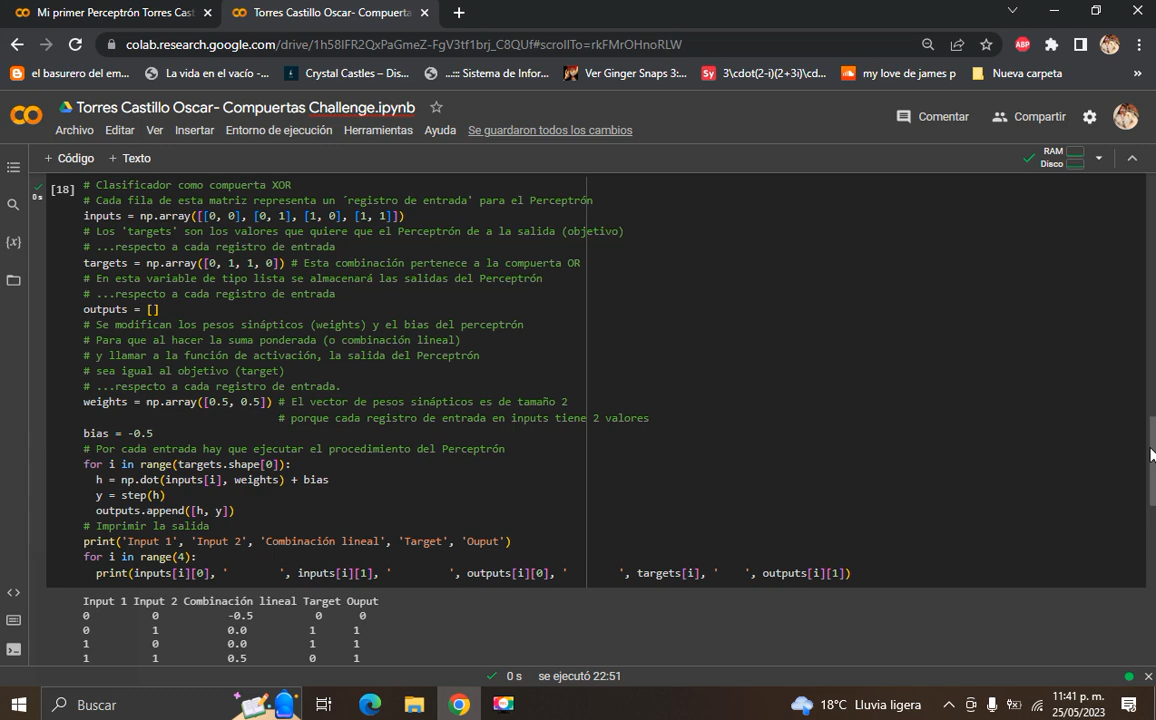 Mi primer Perceptrón Torres Cast
Torres Castillo Oscar- Compuerta
colab.research.google.com/drive/1h58IFR2QxPaGmeZ-FgV3tf1brj_C8QUf#scrollTo=rkFMrOHnoRLW
el basurero del em...
La vida en el vacío -...
Crystal Castles – Dis...
...:: Sistema de Infor...
Ver Ginger Snaps 3:...
3\cdot(2-i)(2+3i)\cd...
my love de james p
Nueva carpeta
»
Torres Castillo Oscar- Compuertas Challenge.ipynb
Comentar
Compartir
Archivo Editar Ver Insertar Entorno de ejecución Herramientas Ayuda Se guardaron todos los cambios
+ Código + Texto
RAM
Disco
[18] # Clasificador como compuerta XOR
0s
# Cada fila de esta matriz representa un ´registro de entrada' para el Perceptrón
inputs = np.array([[0, 0], [0, 1], [1, 0], [1, 1]])
# Los 'targets' son los valores que quiere que el Perceptrón de a la salida (objetivo)
# ...respecto a cada registro de entrada
targets = np.array([0, 1, 1, 0]) # Esta combinación pertenece a la compuerta OR
# En esta variable de tipo lista se almacenará las salidas del Perceptrón
# ...respecto a cada registro de entrada
outputs = []
# Se modifican los pesos sinápticos (weights) y el bias del perceptrón
# Para que al hacer la suma ponderada (o combinación lineal)
# y llamar a la función de activación, la salida del Perceptrón
# sea igual al objetivo (target)
# ...respecto a cada registro de entrada.
weights = np.array([0.5, 0.5]) # El vector de pesos sinápticos es de tamaño 2
# porque cada registro de entrada en inputs tiene 2 valores
bias = -0.5
# Por cada entrada hay que ejecutar el procedimiento del Perceptrón
for i in range(targets.shape[0]):
h = np.dot(inputs[i], weights) + bias
y = step(h)
outputs.append([h, y])
# Imprimir la salida
print('Input 1', 'Input 2', 'Combinación lineal', 'Target', 'Ouput')
for i in range(4):
print(inputs[i][0], '        ', inputs[i][1], '         ', outputs[i][0], '        ', targets[i], '    ', outputs[i][1])
Input 1 Input 2 Combinación lineal Target Ouput
0 0 -0.5 0 0
0 1 0.0 1 1
1 0 0.0 1 1
1 1 0.5 0 1
0 s se ejecutó 22:51
Buscar
18°C Lluvia ligera
11:41 p. m.
25/05/2023